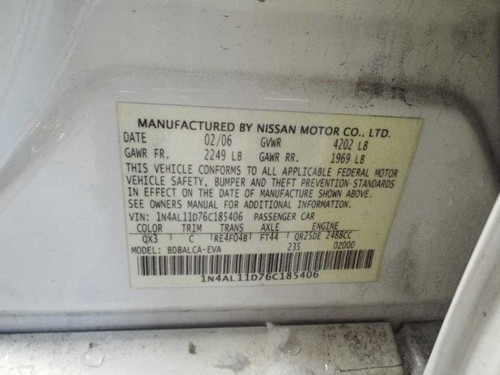 MANUFACTURED BY NISSAN MOTOR CO., LTD.
DATE 02/06 GVWR 4202 LB
GAWR FR. 2249 LB GAWR RR. 1969 LB
THIS VEHICLE CONFORMS TO ALL APPLICABLE FEDERAL MOTOR
VEHICLE SAFETY, BUMPER AND THEFT PREVENTION-STANDARDS
IN EFFECT ON THE DATE OF MANUFACTURE SHOWN ABOVE.
SEE OWNERS MANUAL FOR ADDITIONAL INFORMATION.
VIN: 1N4AL11D76C185406 PASSENGER CAR
COLOR TRIM TRANS AXLE ENGINE
QX3 C RE4F04B FT44 QR25DE 2488CC
MODEL: BDBALCA-EVA 235 02000
1N4AL11D76C185406